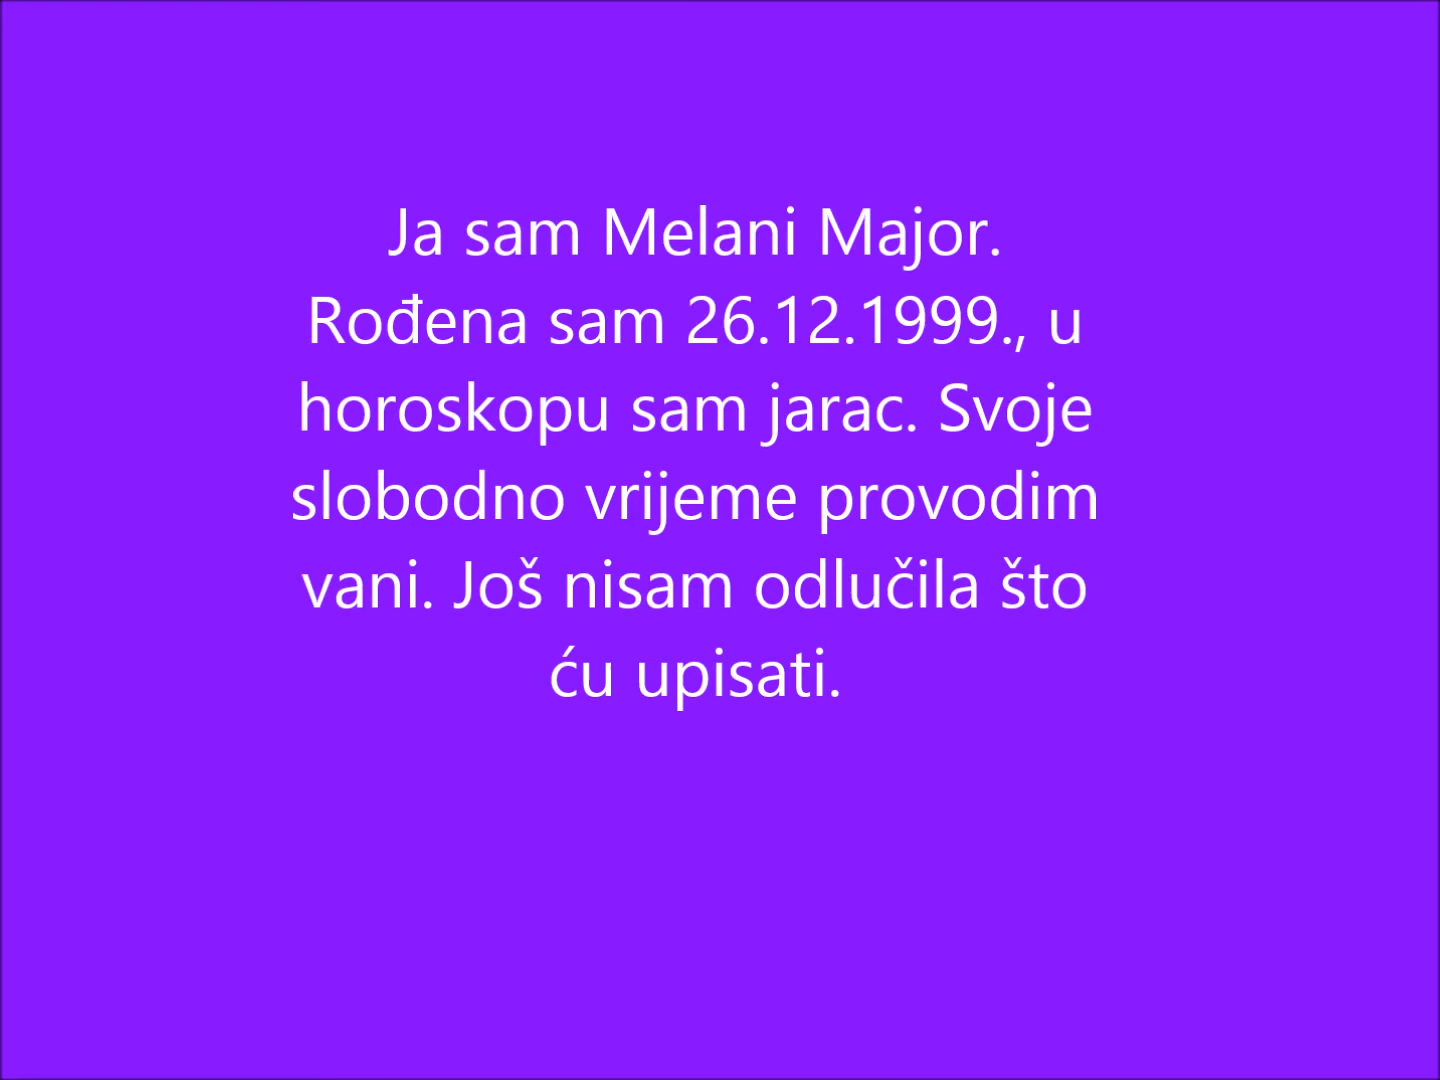 Ja sam Melani Major.
Rođena sam 26.12.1999., u
horoskopu sam jarac. Svoje
slobodno vrijeme provodim
vani. Još nisam odlučila što
ću upisati.